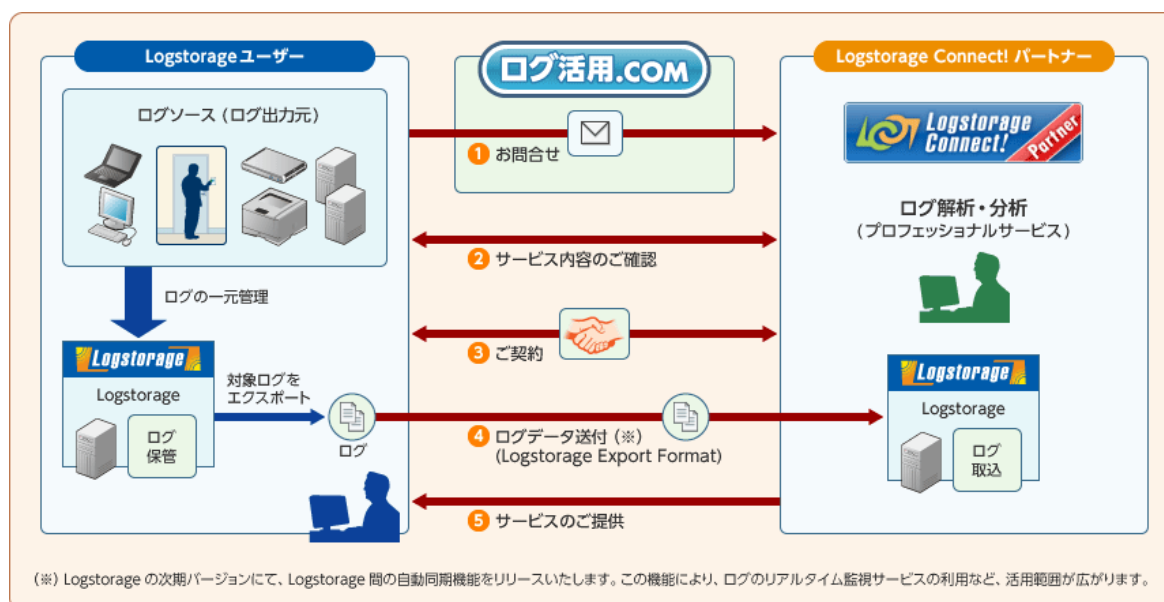 Logstorageユーザー
ログ活用.COM
Logstorage Connect! パートナー
ログソース (ログ出力元)
1 お問合せ
Logstorage
Connect!
Partner
ログ解析・分析
(プロフェッショナルサービス)
2 サービス内容のご確認
ログの一元管理
3 ご契約
Logstorage
Logstorage
ログ
保管
対象ログを
エクスポート
ログ
4 ログデータ送付 (※)
(Logstorage Export Format)
Logstorage
Logstorage
ログ
取込
5 サービスのご提供
(※) Logstorage の次期バージョンにて、Logstorage 間の自動同期機能をリリースいたします。この機能により、ログのリアルタイム監視サービスの利用など、活用範囲が広がります。